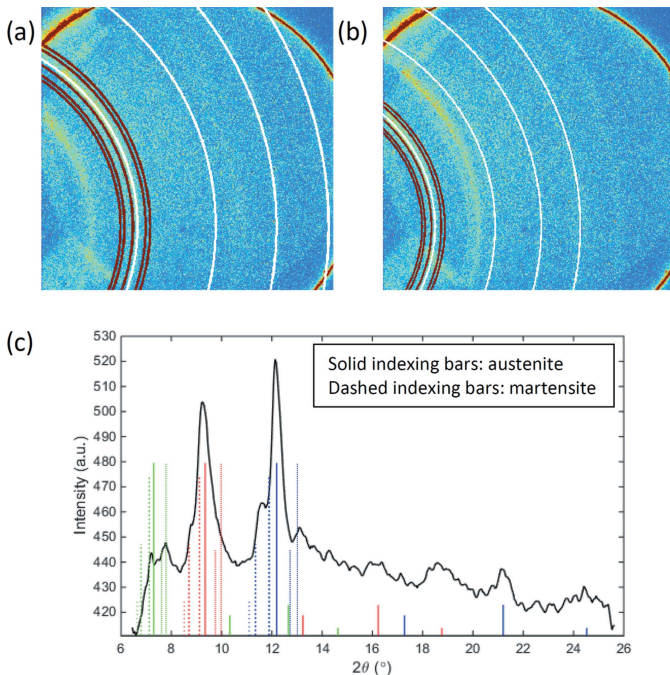 (a)
(b)
(c)
530
520
510
500
490
480
470
460
450
440
430
420
Intensity (a.u.)
Solid indexing bars: austenite
Dashed indexing bars: martensite
6 8 10 12 14 16 18 20 22 24 26
2θ (°)